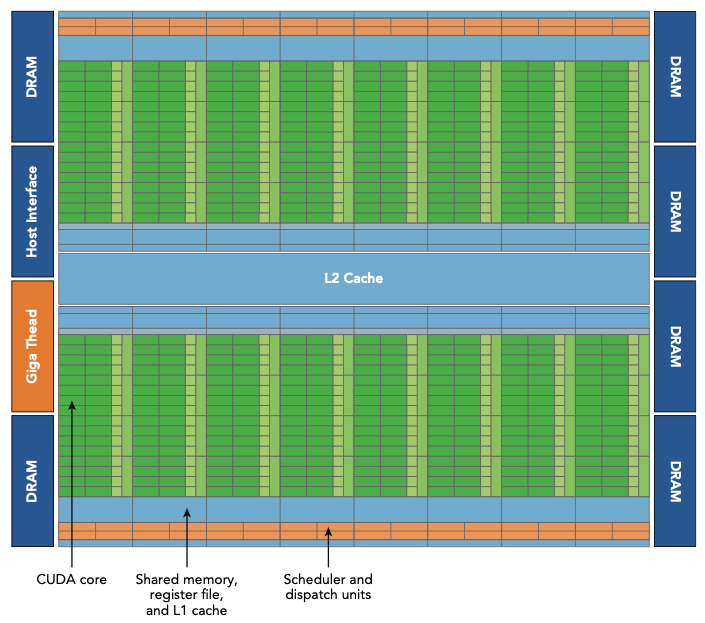 DRAM
Host Interface
Giga Thead
DRAM
L2 Cache
DRAM
DRAM
DRAM
DRAM
CUDA core
Shared memory,
register file,
and L1 cache
Scheduler and
dispatch units